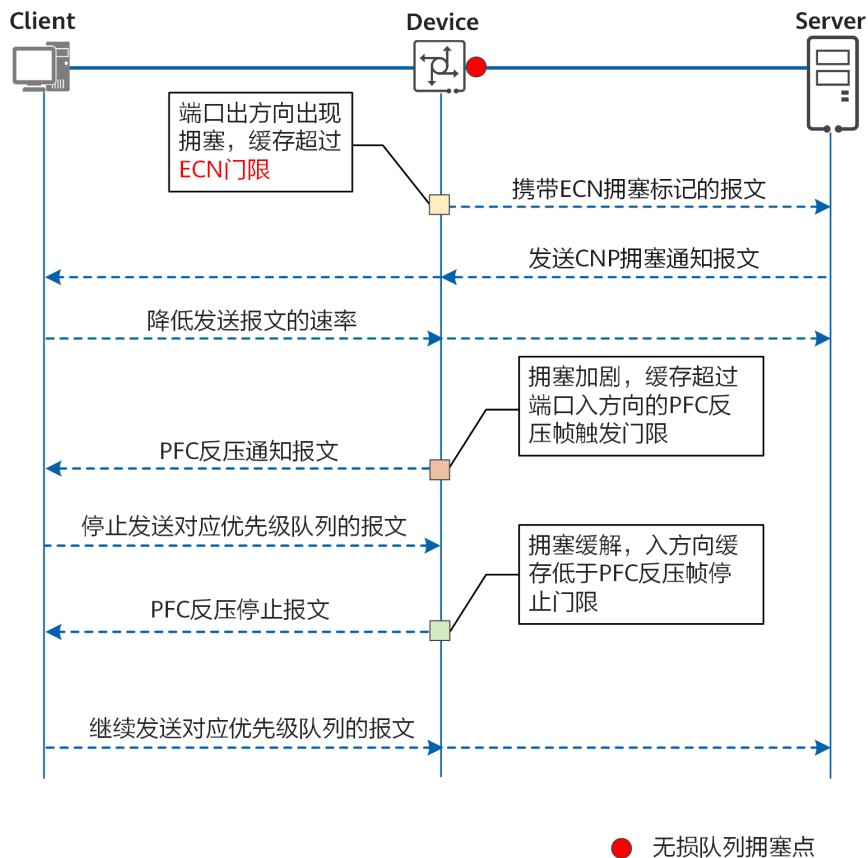 Client
Device
Server
端口出方向出现
拥塞，缓存超过
ECN门限
携带ECN拥塞标记的报文
发送CNP拥塞通知报文
降低发送报文的速率
拥塞加剧，缓存超过
端口入方向的PFC反
压帧触发门限
PFC反压通知报文
停止发送对应优先级队列的报文
拥塞缓解，入方向缓
存低于PFC反压帧停
止门限
PFC反压停止报文
继续发送对应优先级队列的报文
无损队列拥塞点